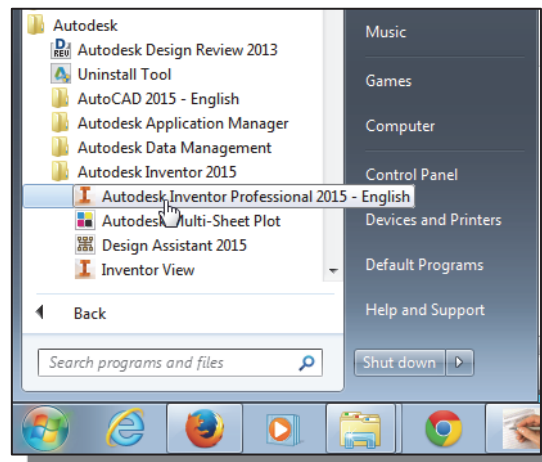 Autodesk
Autodesk Design Review 2013
Uninstall Tool
AutoCAD 2015 - English
Autodesk Application Manager
Autodesk Data Management
Autodesk Inventor 2015
Autodesk Inventor Professional 2015 - English
Autodesk Multi-Sheet Plot
Design Assistant 2015
Inventor View
Back
Search programs and files
Music
Games
Computer
Control Panel
Devices and Printers
Default Programs
Help and Support
Shut down